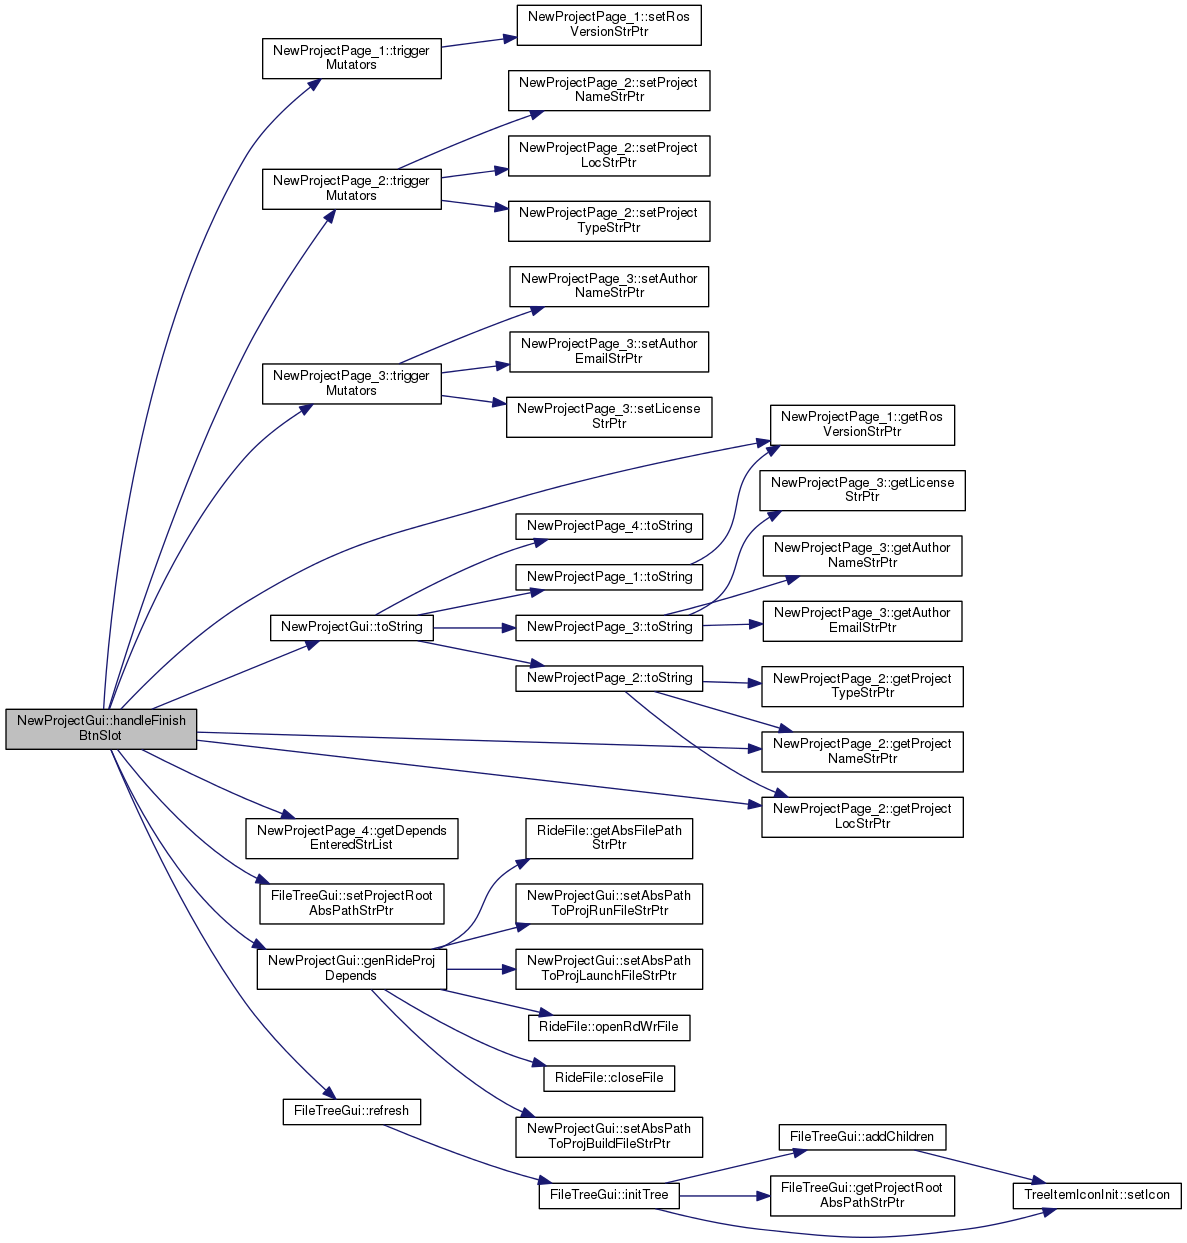 NewProjectPage_1::setRos
VersionStrPtr
NewProjectPage_1::trigger
Mutators
NewProjectPage_2::setProject
NameStrPtr
NewProjectPage_2::setProject
LocStrPtr
NewProjectPage_2::trigger
Mutators
NewProjectPage_2::setProject
TypeStrPtr
NewProjectPage_3::setAuthor
NameStrPtr
NewProjectPage_3::setAuthor
EmailStrPtr
NewProjectPage_3::trigger
Mutators
NewProjectPage_3::setLicense
StrPtr
NewProjectPage_1::getRos
VersionStrPtr
NewProjectPage_3::getLicense
StrPtr
NewProjectPage_4::toString
NewProjectPage_3::getAuthor
NameStrPtr
NewProjectPage_1::toString
NewProjectGui::toString
NewProjectPage_3::toString
NewProjectPage_3::getAuthor
EmailStrPtr
NewProjectPage_2::toString
NewProjectPage_2::getProject
TypeStrPtr
NewProjectGui::handleFinish
BtnSlot
NewProjectPage_2::getProject
NameStrPtr
NewProjectPage_2::getProject
LocStrPtr
NewProjectPage_4::getDepends
EnteredStrList
RideFile::getAbsFilePath
StrPtr
FileTreeGui::setProjectRoot
AbsPathStrPtr
NewProjectGui::setAbsPath
ToProjRunFileStrPtr
NewProjectGui::genRideProj
Depends
NewProjectGui::setAbsPath
ToProjLaunchFileStrPtr
RideFile::openRdWrFile
RideFile::closeFile
FileTreeGui::refresh
NewProjectGui::setAbsPath
ToProjBuildFileStrPtr
FileTreeGui::addChildren
FileTreeGui::initTree
FileTreeGui::getProjectRoot
AbsPathStrPtr
TreeItemIconInit::setIcon